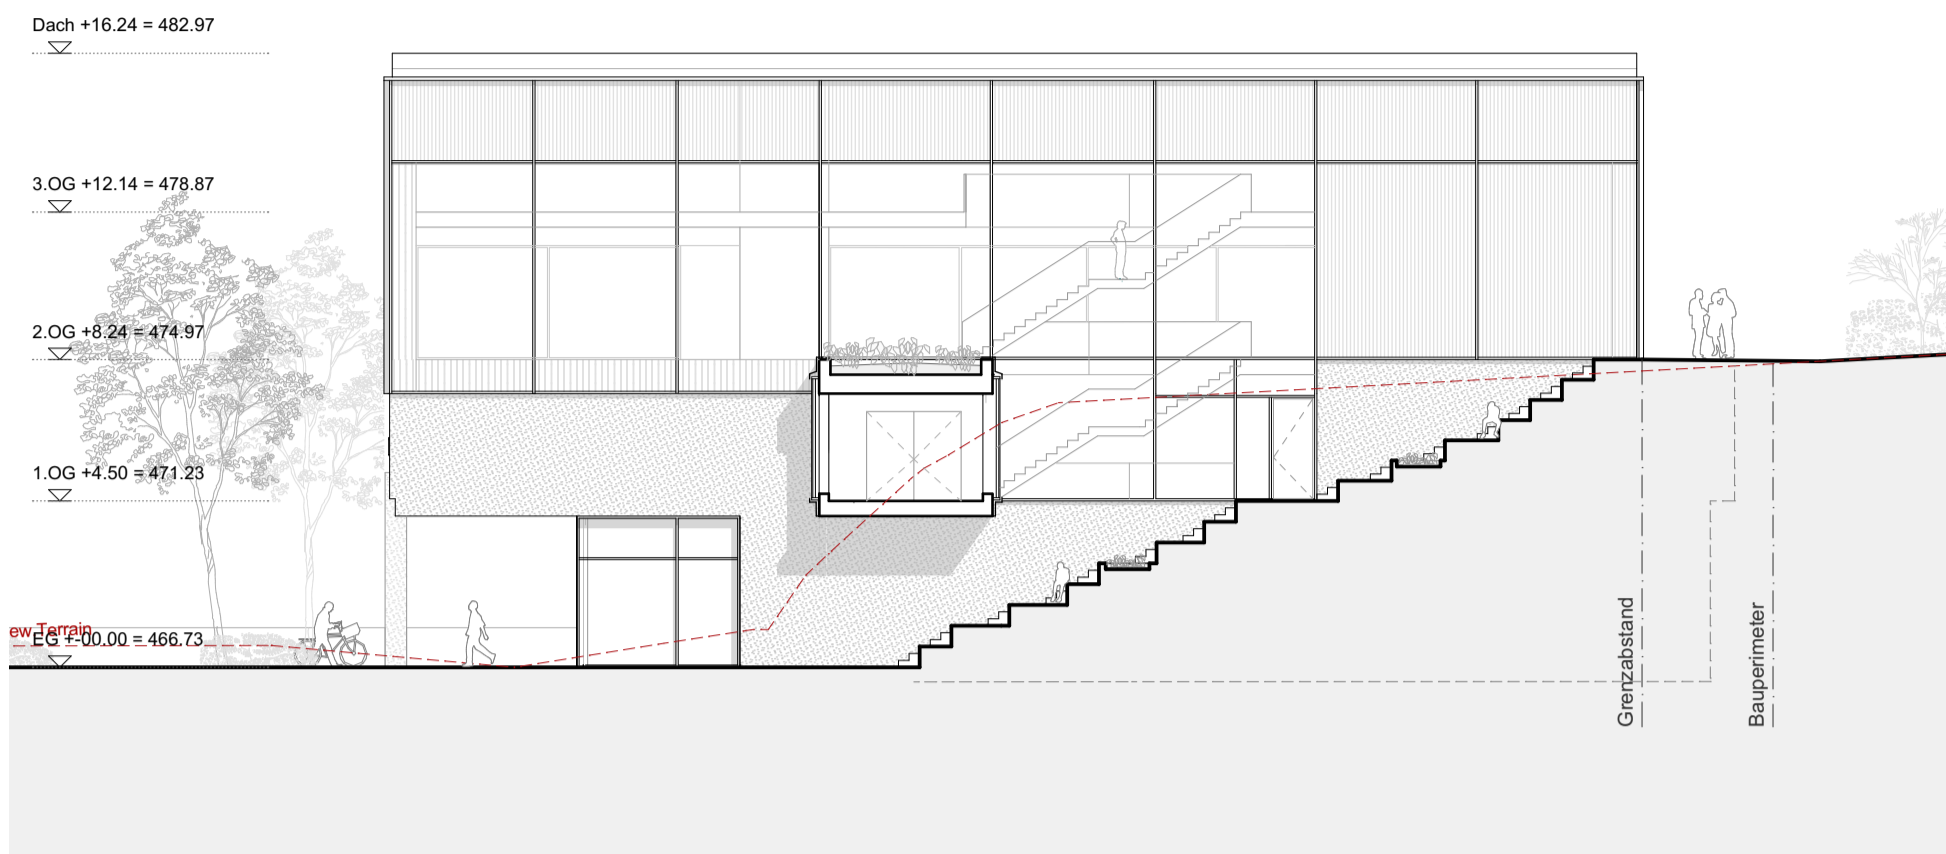 Dach +16.24 = 482.97
3.OG +12.14 = 478.87
2.OG +8.24 = 474.97
1.OG +4.50 = 471.23
ew Terrain
EG +-00.00 = 466.73
Grenzabstand
Bauperimeter